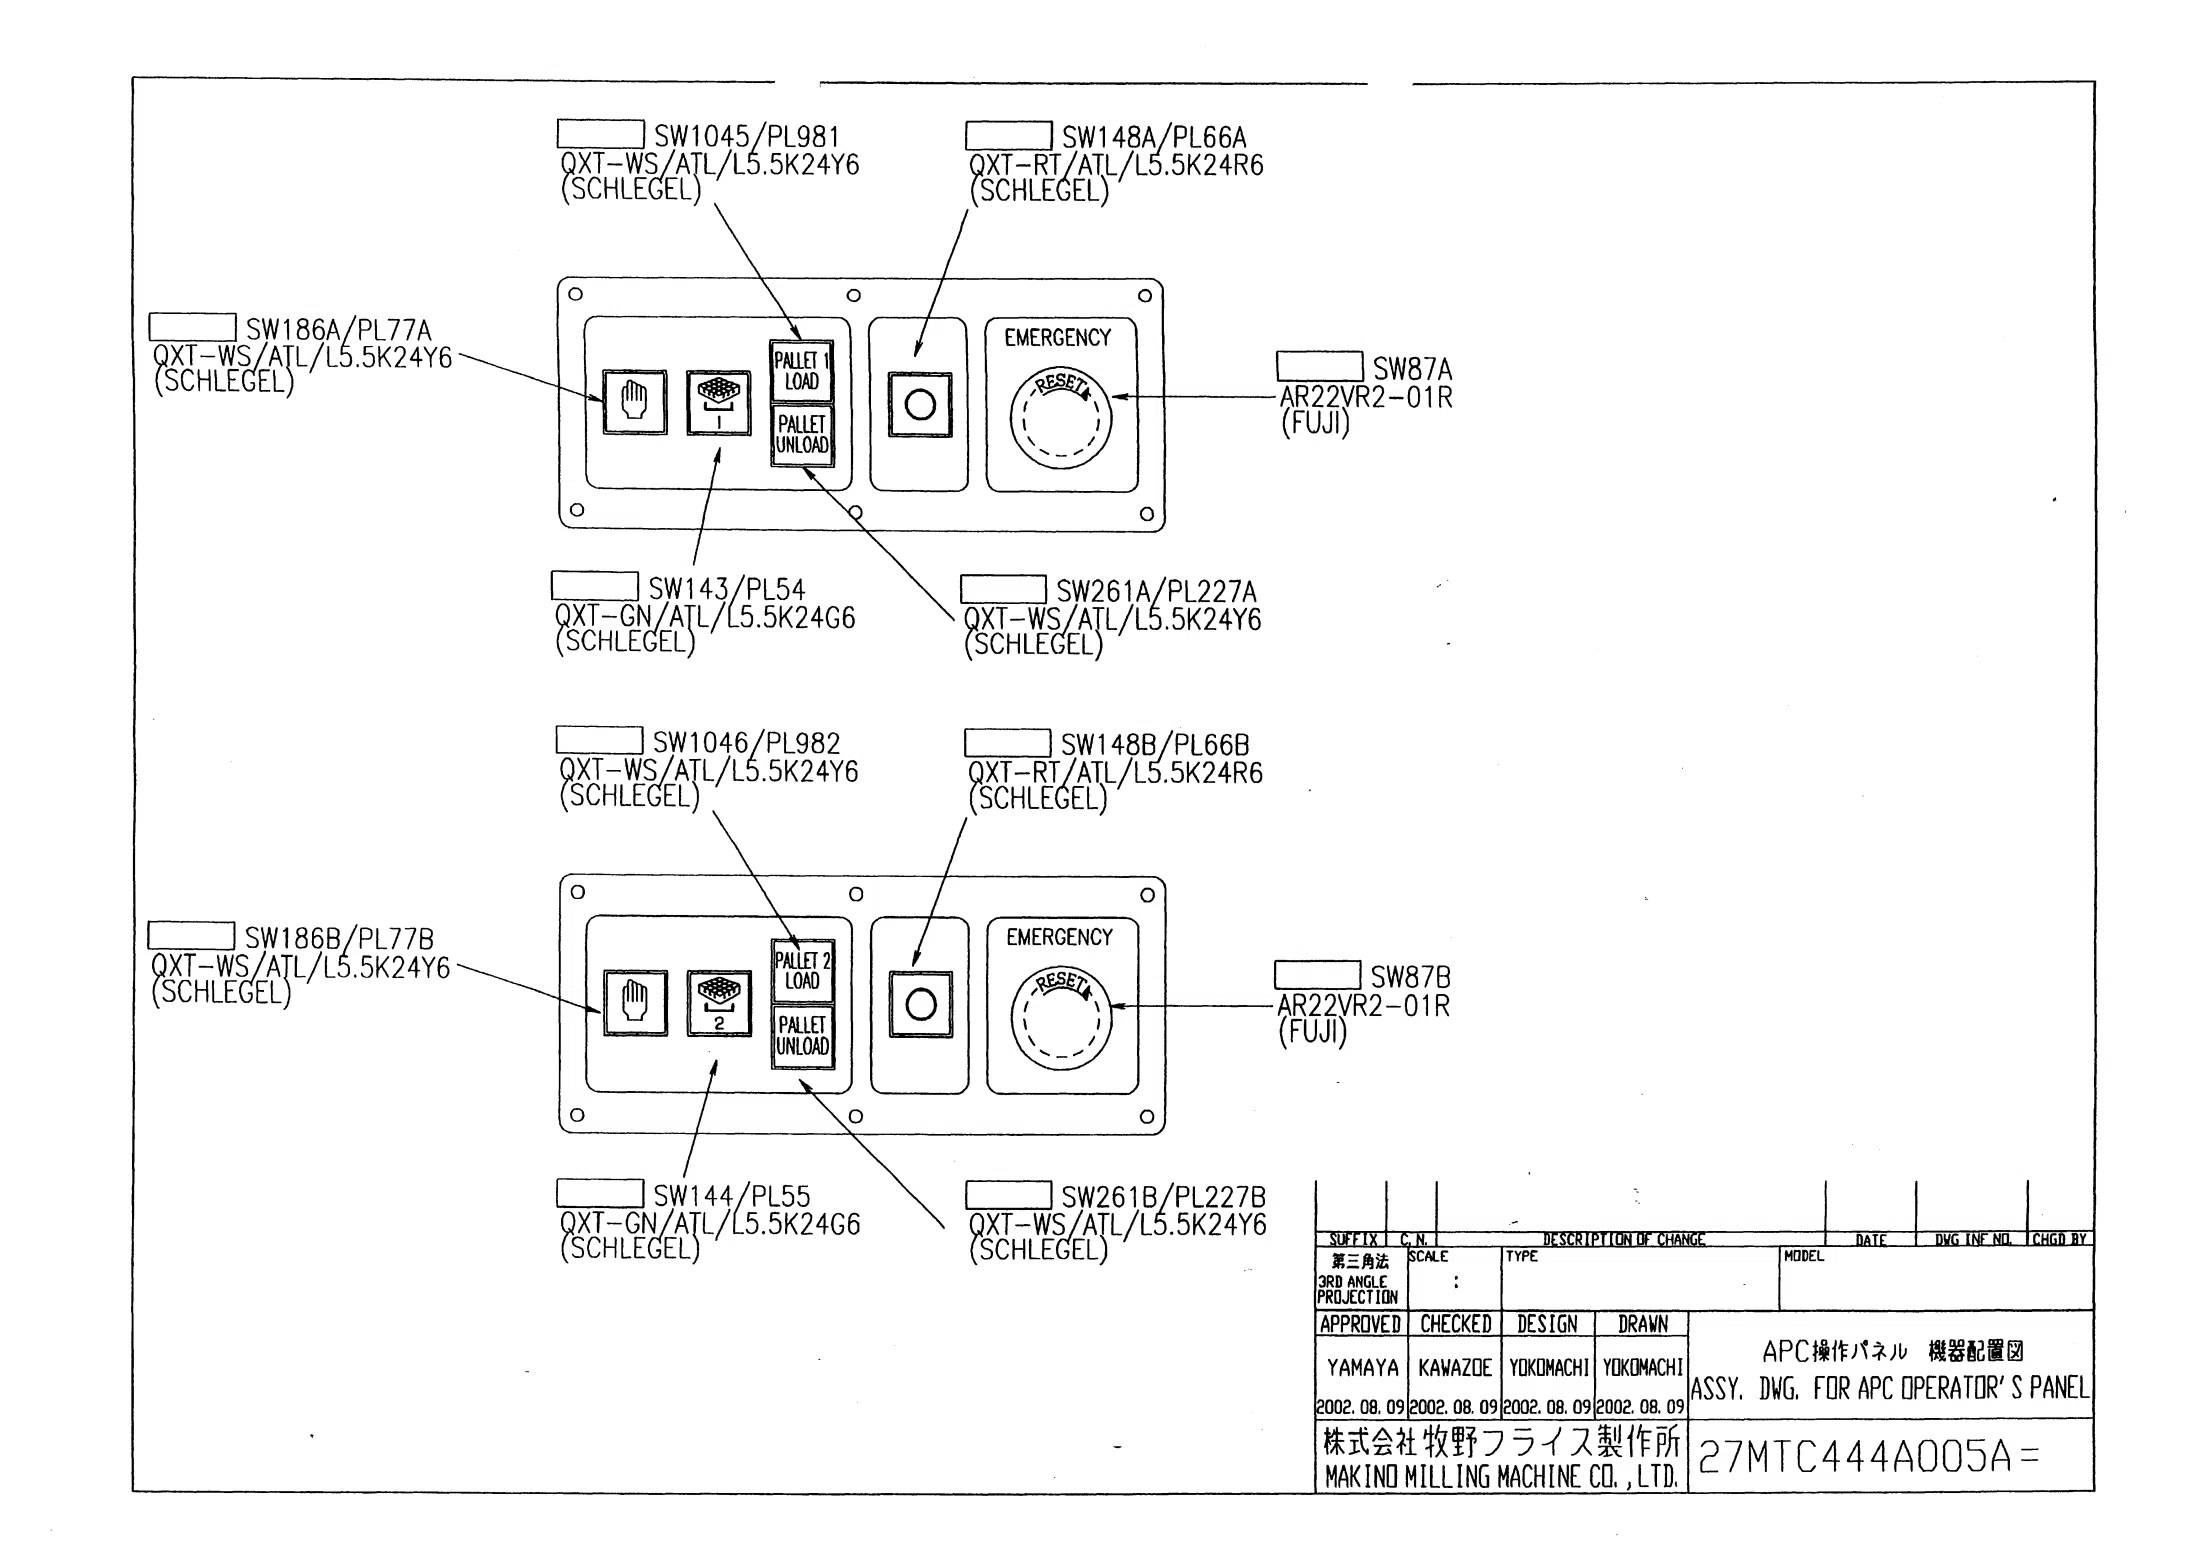 SW1045/PL981
QXT-WS/ATL/L5.5K24Y6
(SCHLEGEL)
SW148A/PL66A
QXT-RT/ATL/L5.5K24R6
(SCHLEGEL)
SW186A/PL77A
QXT-WS/ATL/L5.5K24Y6
(SCHLEGEL)
1
PALLET 1
LOAD
PALLET
UNLOAD
EMERGENCY
RESET
SW87A
AR22VR2-01R
(FUJI)
SW143/PL54
QXT-GN/ATL/L5.5K24G6
(SCHLEGEL)
SW261A/PL227A
QXT-WS/ATL/L5.5K24Y6
(SCHLEGEL)
SW1046/PL982
QXT-WS/ATL/L5.5K24Y6
(SCHLEGEL)
SW148B/PL66B
QXT-RT/ATL/L5.5K24R6
(SCHLEGEL)
SW186B/PL77B
QXT-WS/ATL/L5.5K24Y6
(SCHLEGEL)
2
PALLET 2
LOAD
PALLET
UNLOAD
EMERGENCY
RESET
SW87B
AR22VR2-01R
(FUJI)
SW144/PL55
QXT-GN/ATL/L5.5K24G6
(SCHLEGEL)
SW261B/PL227B
QXT-WS/ATL/L5.5K24Y6
(SCHLEGEL)
SUFFIX C.N. DESCRIPTION OF CHANGE DATE DWG INF NO. CHGD BY
第三角法
3RD ANGLE
PROJECTION
SCALE
:
TYPE
MODEL
APPROVED CHECKED DESIGN DRAWN
YAMAYA KAWAZOE YOKOMACHI YOKOMACHI
2002.08.09 2002.08.09 2002.08.09 2002.08.09
APC操作パネル 機器配置図
ASSY. DWG. FOR APC OPERATOR'S PANEL
株式会社牧野フライス製作所
MAKINO MILLING MACHINE CO.,LTD.
27MTC444A005A=